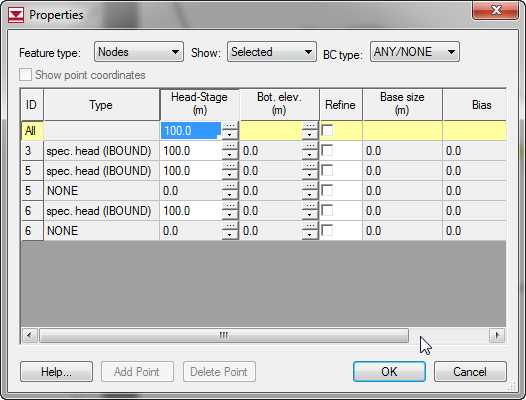 Properties
Feature type: Nodes Show: Selected BC type: ANY/NONE
Show point coordinates
ID Type Head-Stage (m) Bot. elev. (m) Refine Base size (m) Bias
All 100.0
3 spec. head (IBOUND) 100.0 0.0 0.0 0.0
5 spec. head (IBOUND) 100.0 0.0 0.0 0.0
5 NONE 0.0 0.0 0.0 0.0
6 spec. head (IBOUND) 100.0 0.0 0.0 0.0
6 NONE 0.0 0.0 0.0 0.0
Help... Add Point Delete Point OK Cancel